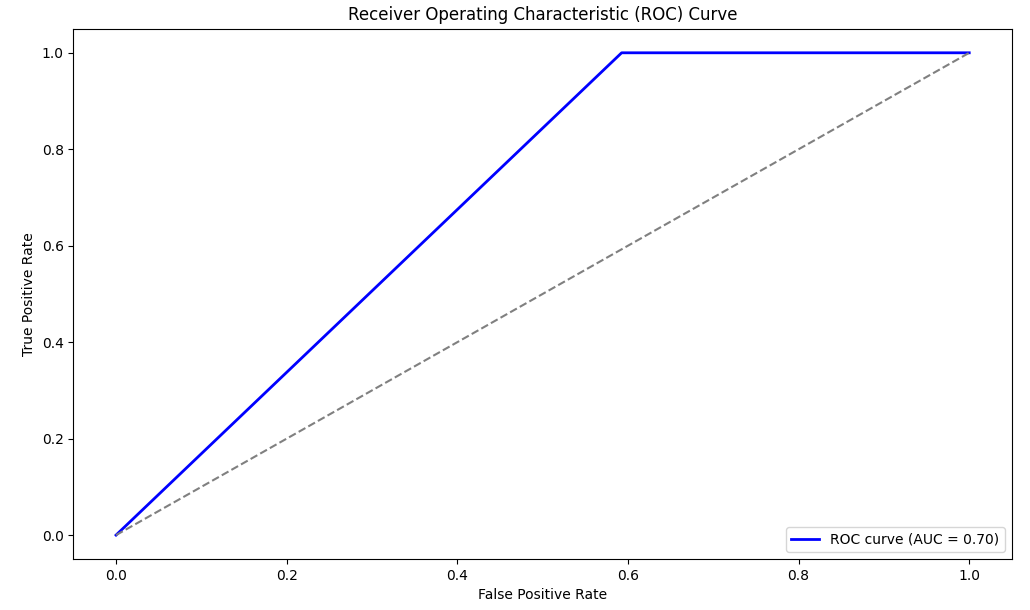 Receiver Operating Characteristic (ROC) Curve
True Positive Rate
1.0
0.8
0.6
0.4
0.2
0.0
ROC curve (AUC = 0.70)
0.0 0.2 0.4 0.6 0.8 1.0
False Positive Rate